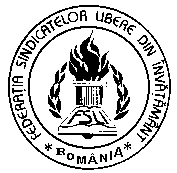 FEDERAȚIA SINDICATELOR LIBERE DIN ÎNVĂȚĂMÂNT
* ROMÂNIA *